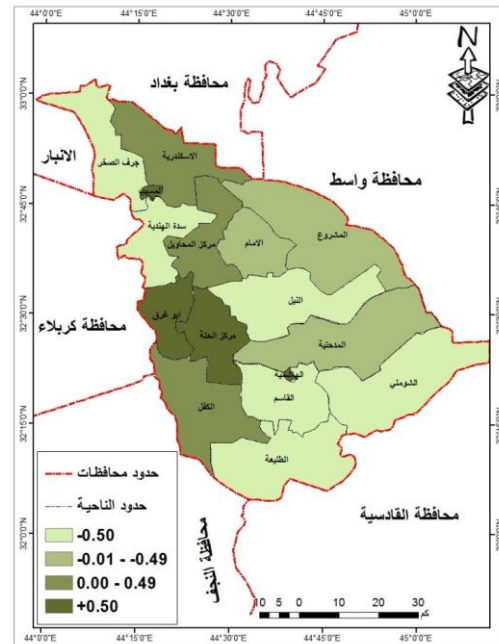 44°0'0"E 44°15'0"E 44°30'0"E 44°45'0"E 45°0'0"E
N
33°0'0"N
32°45'0"N
32°30'0"N
32°15'0"N
32°0'0"N
محافظة بغداد
الانبار
محافظة واسط
محافظة كربلاء
محافظة القادسية
محافظة النجف
الاسكندرية
جرف الصخر
المسيب
سدة الهندية
مركز المحاويل
الامام
المشروع
النيل
ابو غرق
مركز الحلة
المدحتية
الهاشمية
القاسم
الشوملي
الكفل
الطليعة
حدود محافظات
حدود الناحية
-0.50
-0.01 - -0.49
0.00 - 0.49
+0.50
10 5 0 10 20 30
كم
44°0'0"E 44°15'0"E 44°30'0"E 44°45'0"E 45°0'0"E